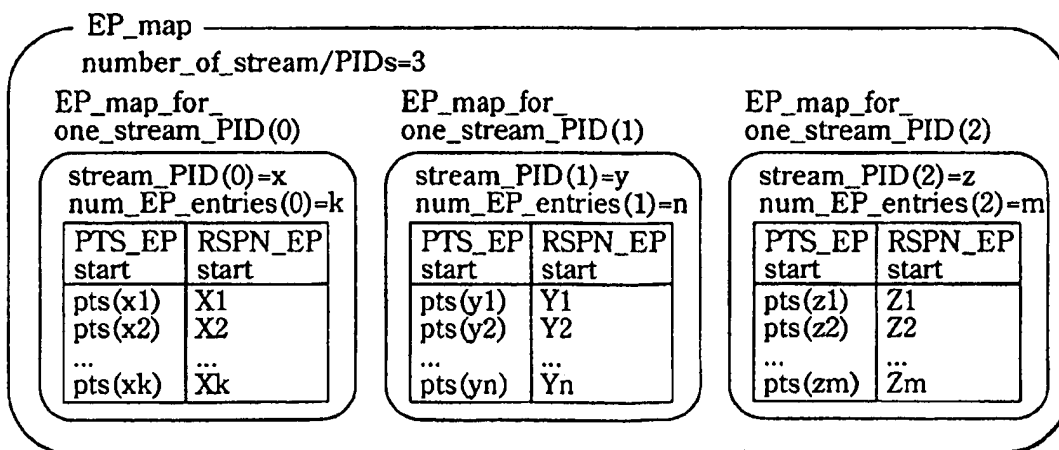 EP_map
number_of_stream/PIDs=3
EP_map_for_
one_stream_PID(0)
stream_PID(0)=x
num_EP_entries(0)=k
PTS_EP RSPN_EP
start start
pts(x1) X1
pts(x2) X2
... ...
pts(xk) Xk
EP_map_for_
one_stream_PID(1)
stream_PID(1)=y
num_EP_entries(1)=n
PTS_EP RSPN_EP
start start
pts(y1) Y1
pts(y2) Y2
... ...
pts(yn) Yn
EP_map_for_
one_stream_PID(2)
stream_PID(2)=z
num_EP_entries(2)=m
PTS_EP RSPN_EP
start start
pts(z1) Z1
pts(z2) Z2
... ...
pts(zm) Zm